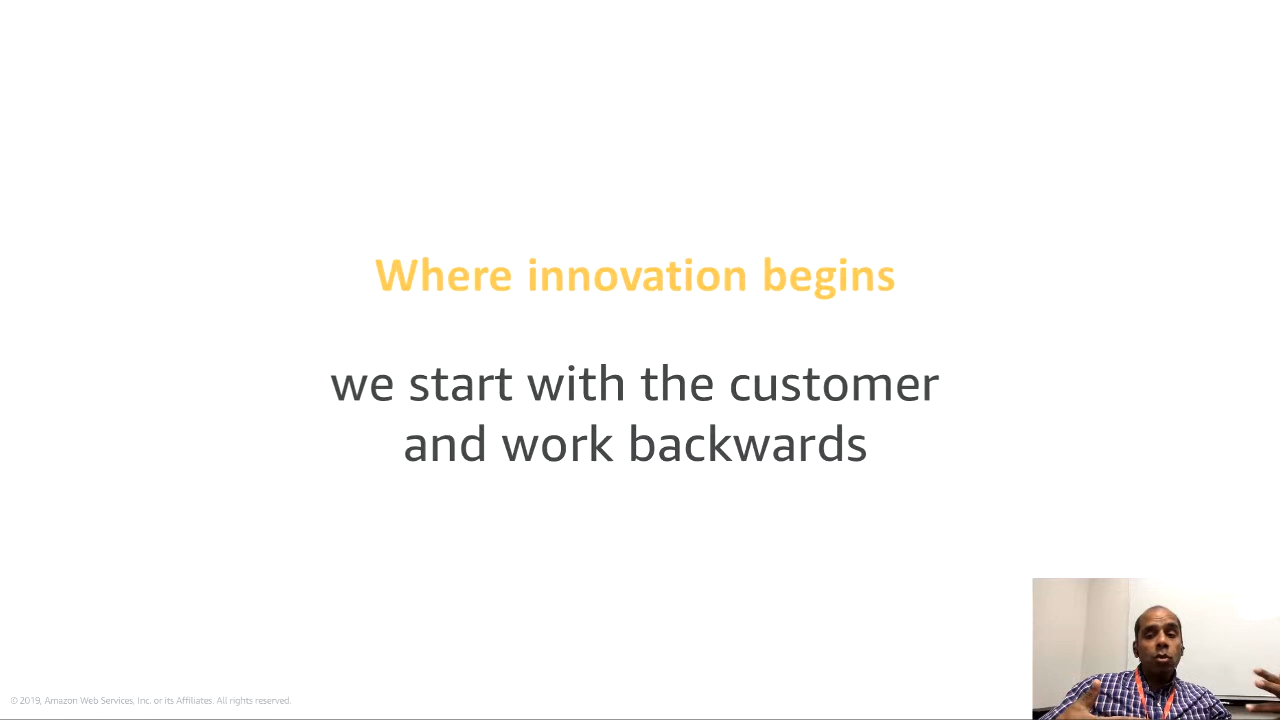 Where innovation begins
we start with the customer
and work backwards
© 2019, Amazon Web Services, Inc. or its Affiliates. All rights reserved.